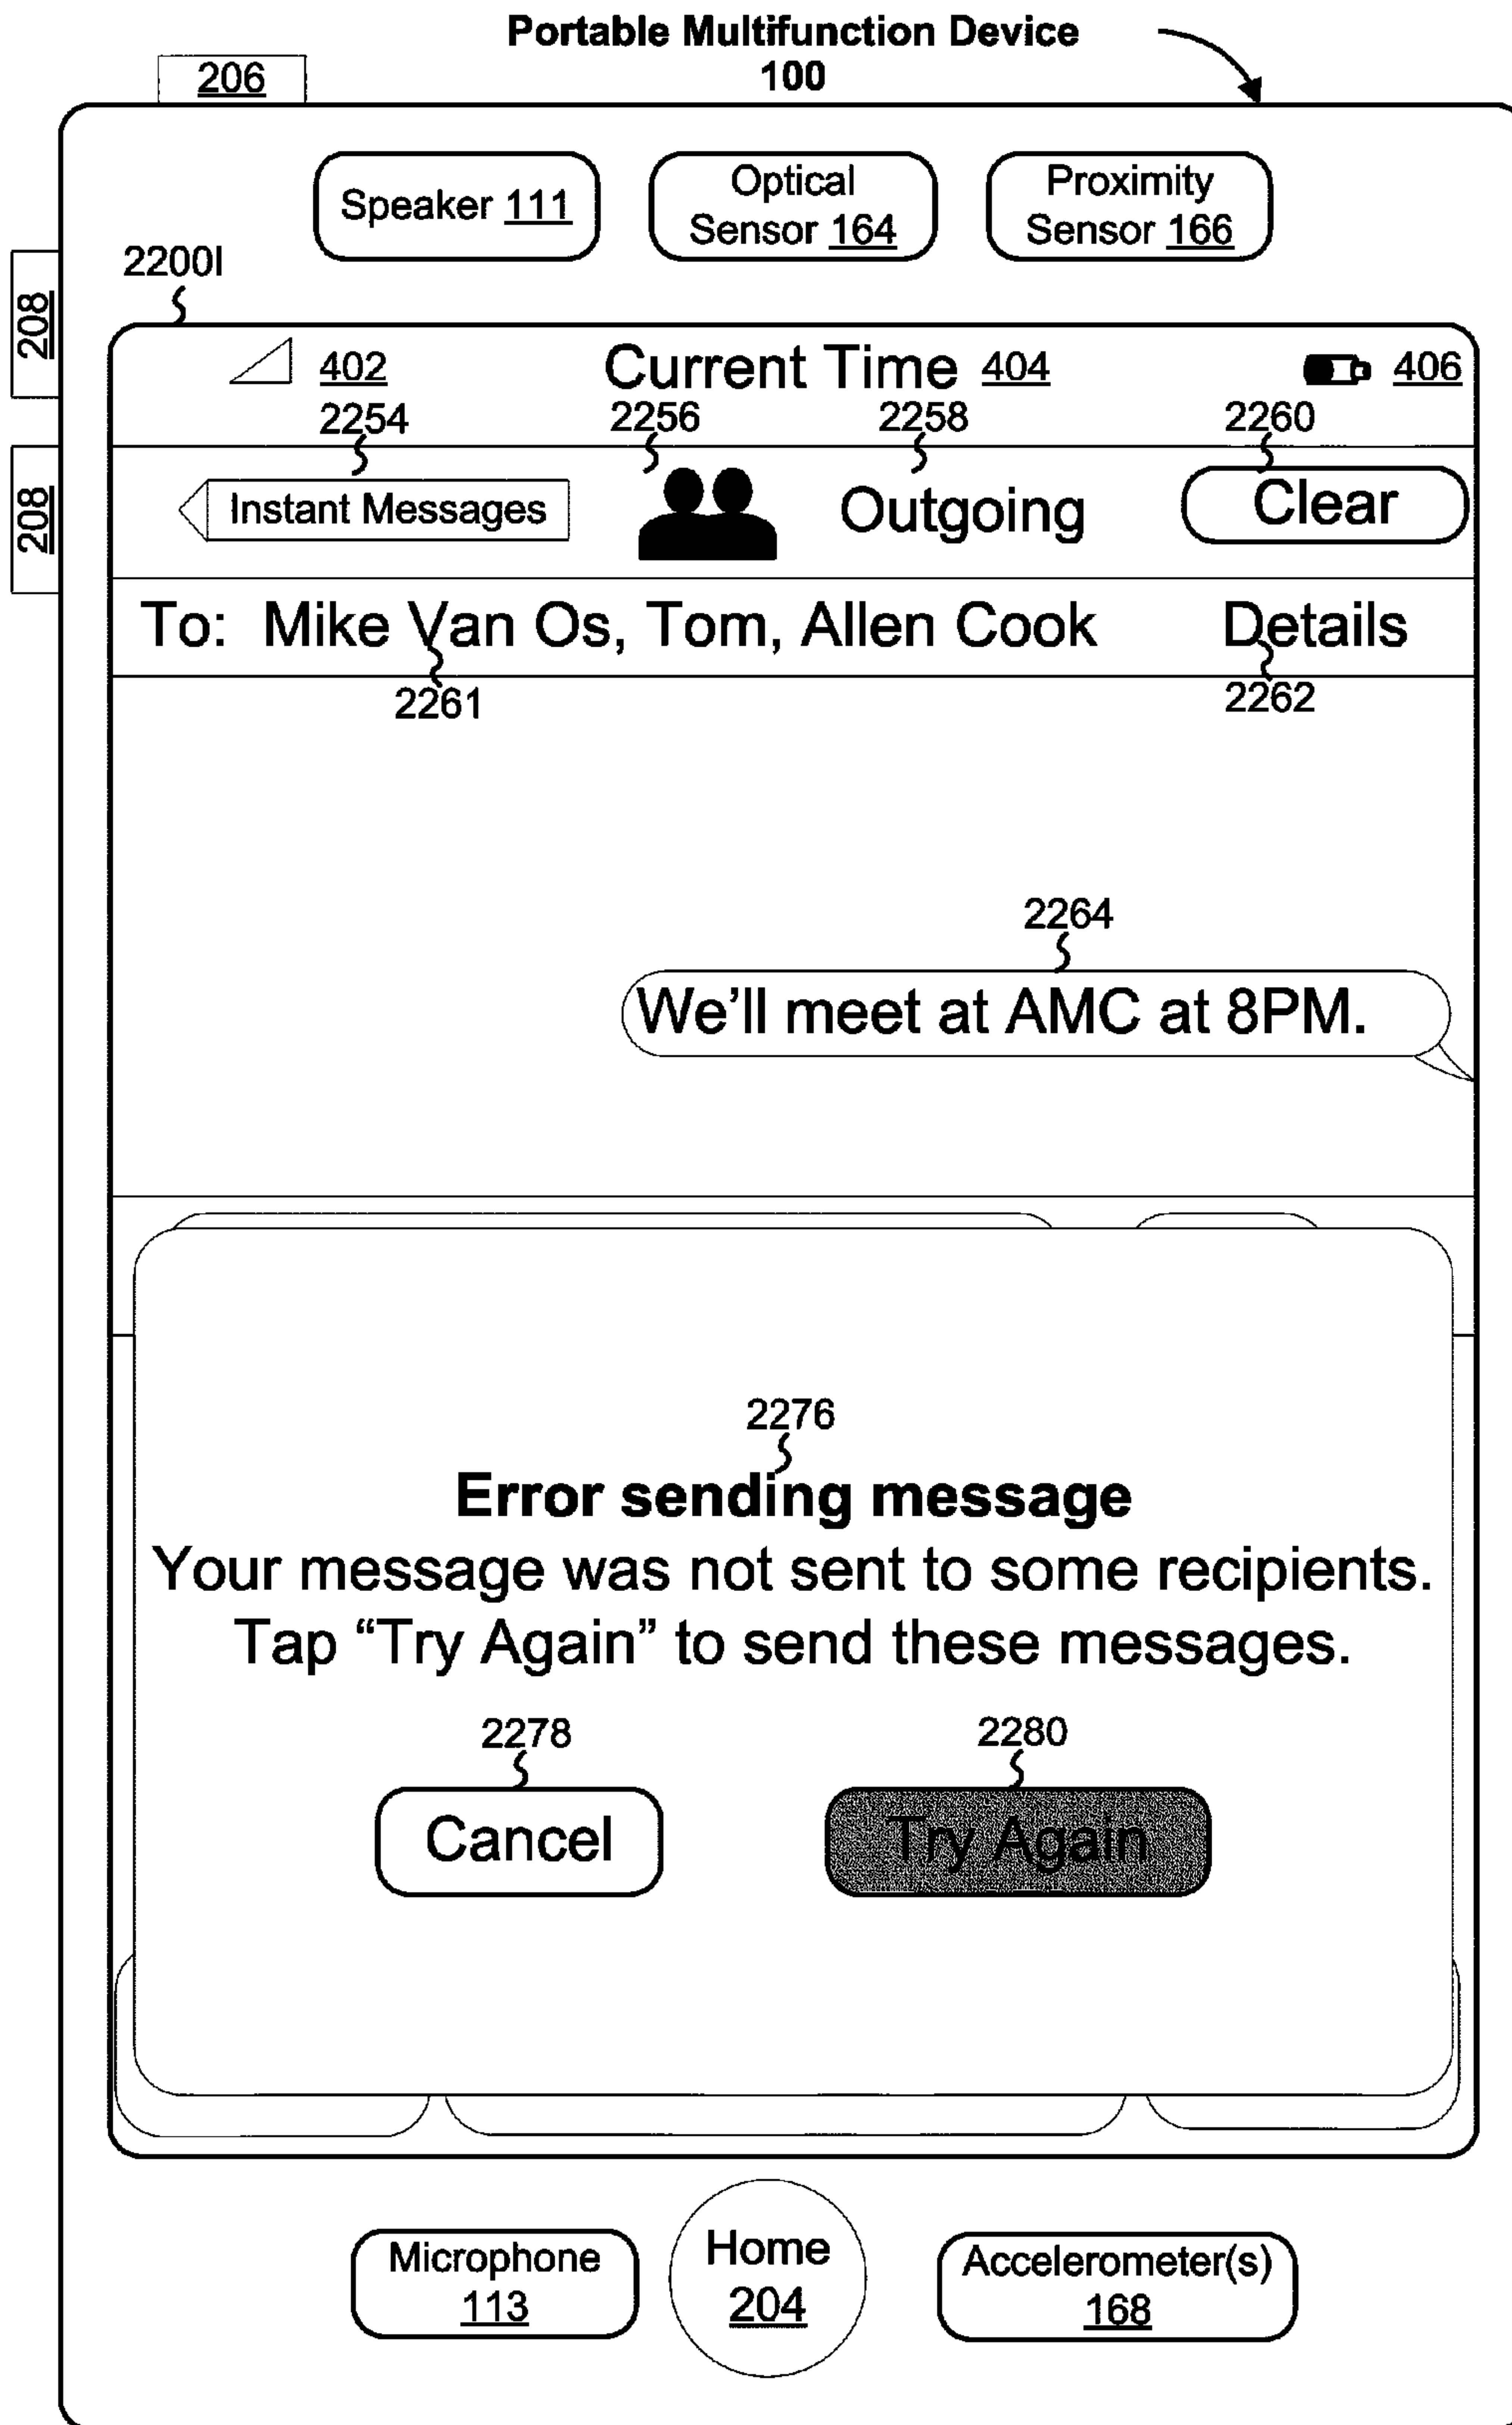 Portable Multifunction Device
100
206
Speaker 111
Optical
Sensor 164
Proximity
Sensor 166
208
2200I
402
Current Time 404
406
2254
2256
2258
2260
208
Instant Messages
Outgoing
Clear
To: Mike Van Os, Tom, Allen Cook
Details
2261
2262
2264
We'll meet at AMC at 8PM.
2276
Error sending message
Your message was not sent to some recipients.
Tap “Try Again” to send these messages.
2278
2280
Cancel
Try Again
Microphone
113
Home
204
Accelerometer(s)
168